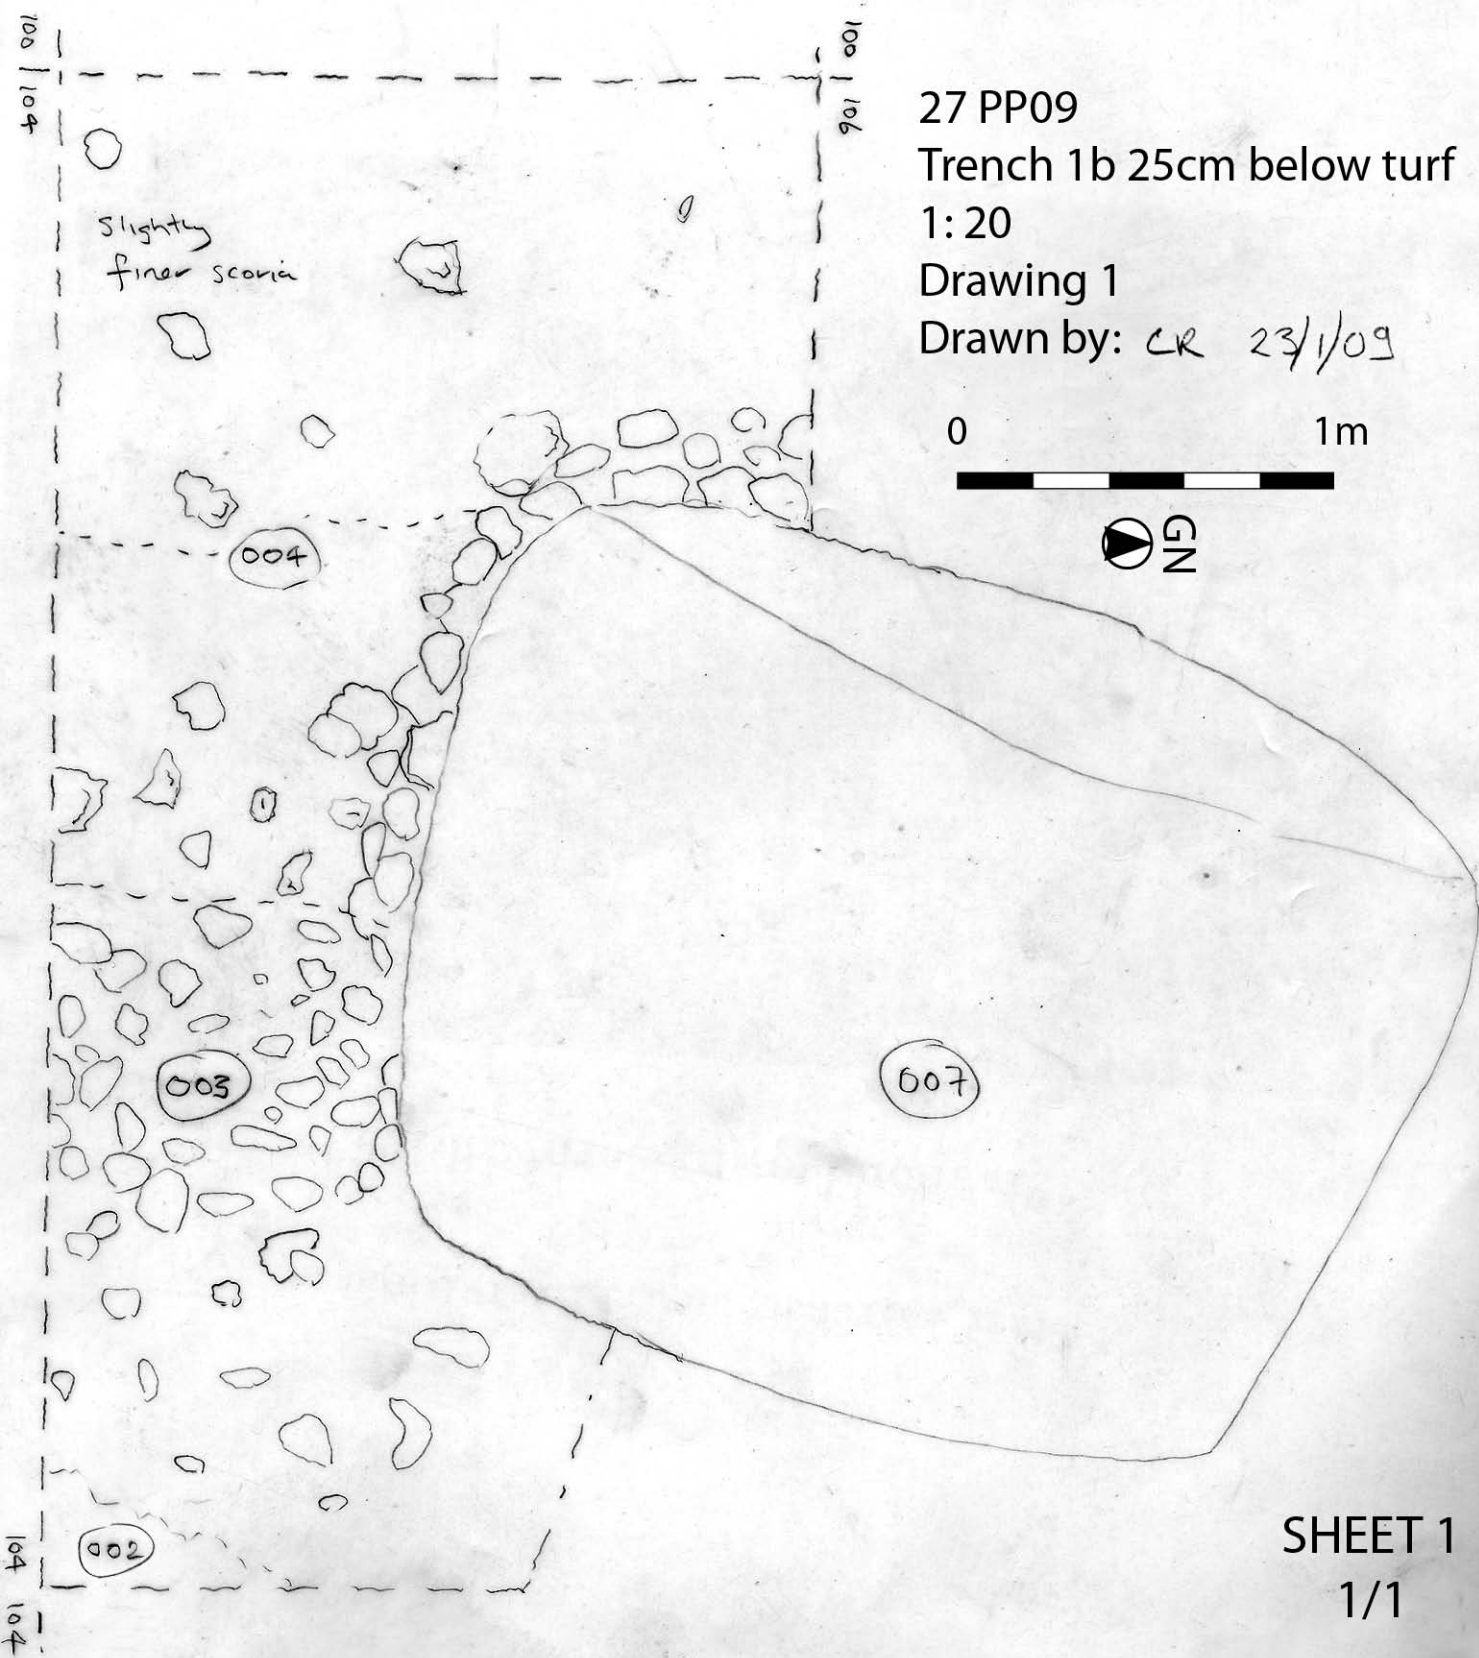 100
104
100
106
27 PP09
Trench 1b 25cm below turf
1: 20
Drawing 1
Drawn by: CR 23/1/09
0 1m
GN
slightly
finer scoria
004
003
007
002
104
104
SHEET 1
1/1